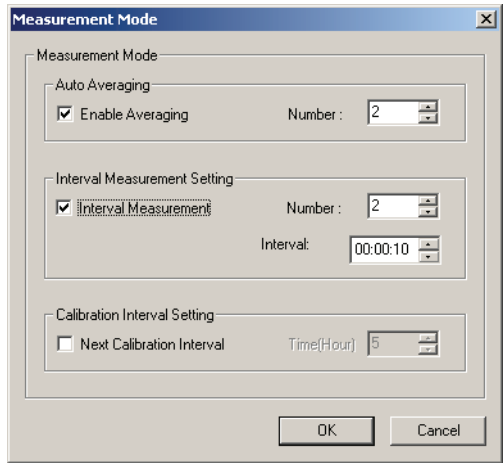 Measurement Mode
Measurement Mode
Auto Averaging
Enable Averaging Number : 2
Interval Measurement Setting
Interval Measurement Number : 2
Interval: 00:00:10
Calibration Interval Setting
Next Calibration Interval Time(Hour) 5
OK Cancel